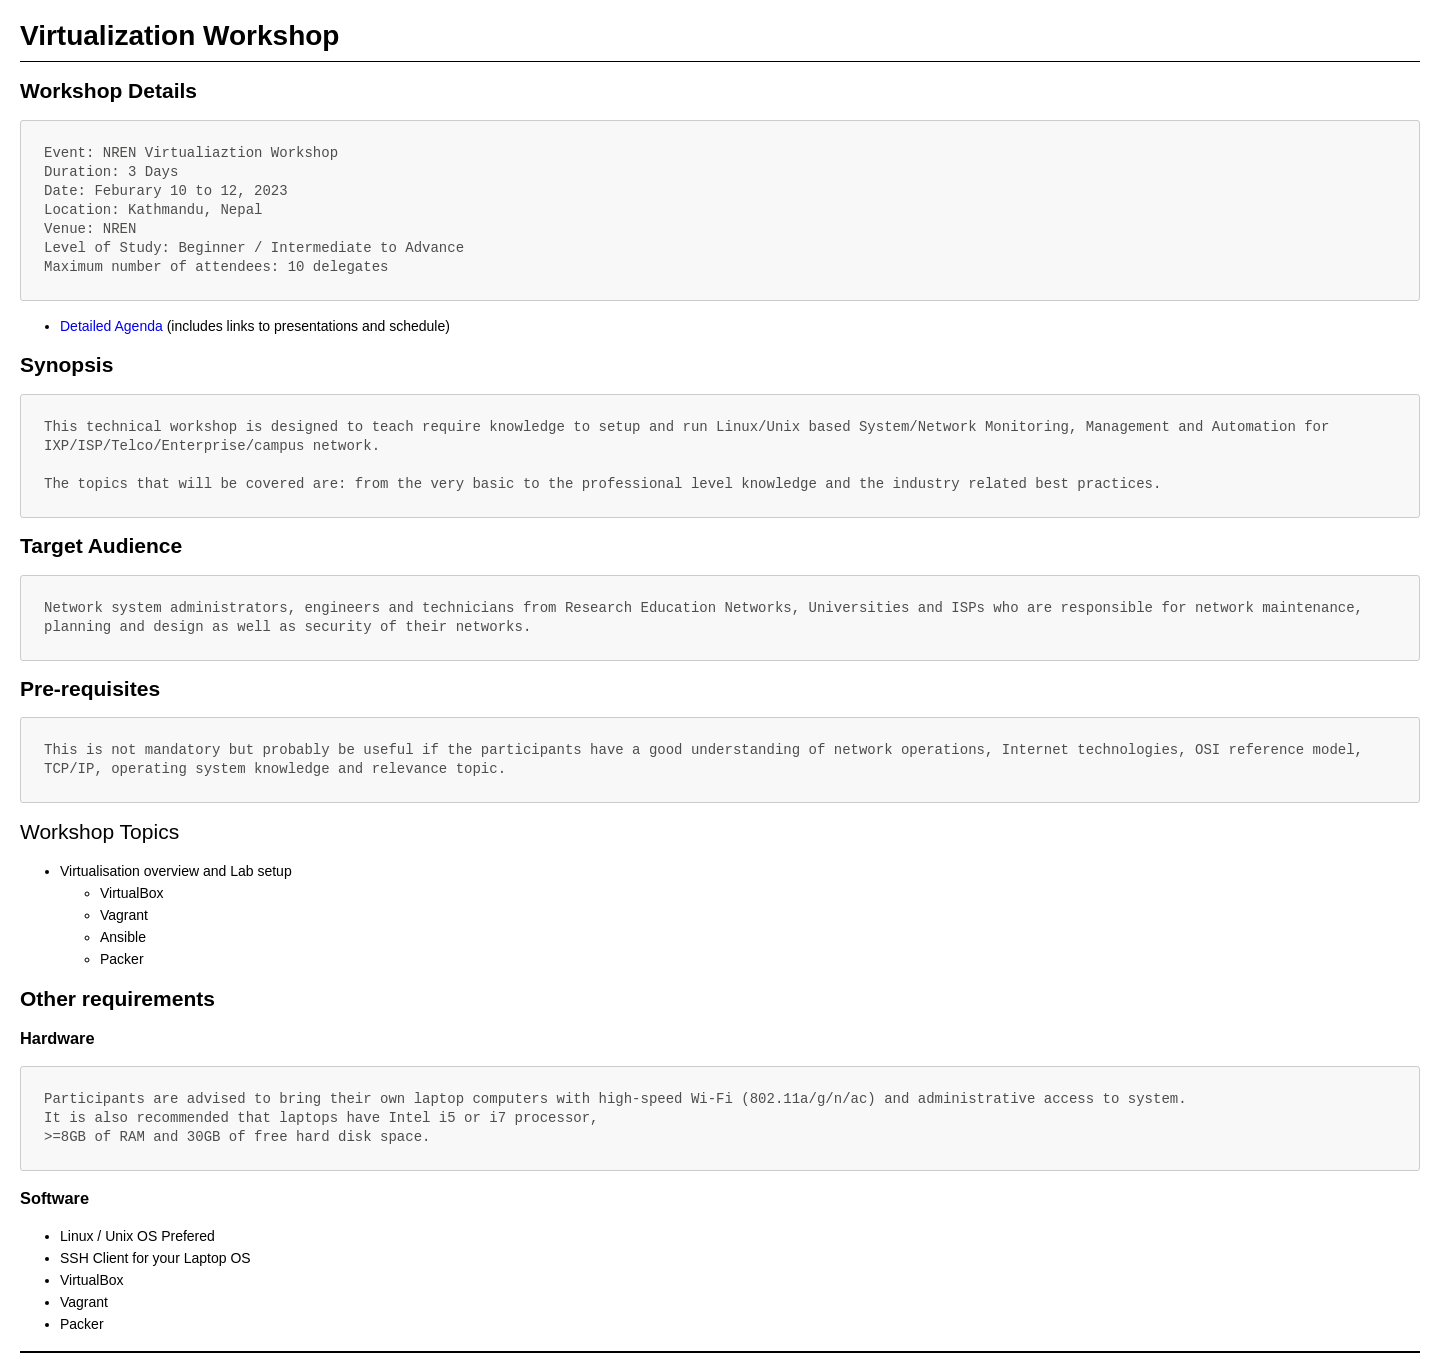 Virtualization Workshop
Workshop Details
Event: NREN Virtualiaztion Workshop
Duration: 3 Days
Date: Feburary 10 to 12, 2023
Location: Kathmandu, Nepal
Venue: NREN
Level of Study: Beginner / Intermediate to Advance
Maximum number of attendees: 10 delegates
Detailed Agenda (includes links to presentations and schedule)
Synopsis
This technical workshop is designed to teach require knowledge to setup and run Linux/Unix based System/Network Monitoring, Management and Automation for
IXP/ISP/Telco/Enterprise/campus network.
The topics that will be covered are: from the very basic to the professional level knowledge and the industry related best practices.
Target Audience
Network system administrators, engineers and technicians from Research Education Networks, Universities and ISPs who are responsible for network maintenance,
planning and design as well as security of their networks.
Pre-requisites
This is not mandatory but probably be useful if the participants have a good understanding of network operations, Internet technologies, OSI reference model,
TCP/IP, operating system knowledge and relevance topic.
Workshop Topics
Virtualisation overview and Lab setup
VirtualBox
Vagrant
Ansible
Packer
Other requirements
Hardware
Participants are advised to bring their own laptop computers with high-speed Wi-Fi (802.11a/g/n/ac) and administrative access to system.
It is also recommended that laptops have Intel i5 or i7 processor,
>=8GB of RAM and 30GB of free hard disk space.
Software
Linux / Unix OS Prefered
SSH Client for your Laptop OS
VirtualBox
Vagrant
Packer